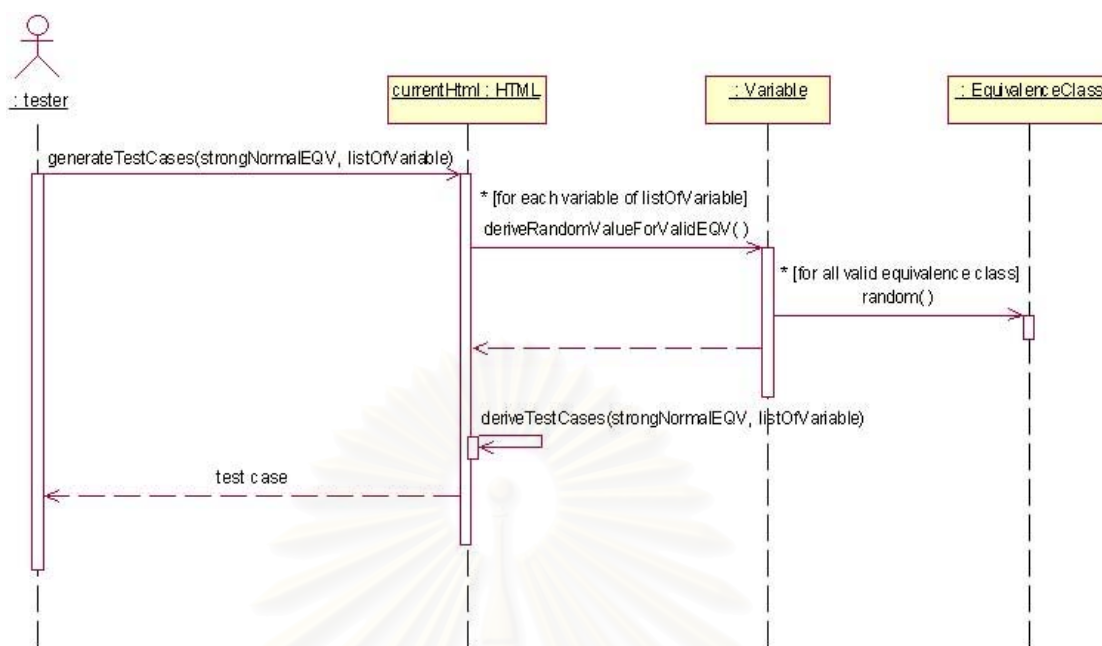 : tester
currentHtml : HTML
: Variable
: EquivalenceClass
generateTestCases(strongNormalEQV, listOfVariable)
* [for each variable of listOfVariable]
deriveRandomValueForValidEQV( )
* [for all valid equivalence class]
random( )
deriveTestCases(strongNormalEQV, listOfVariable)
test case